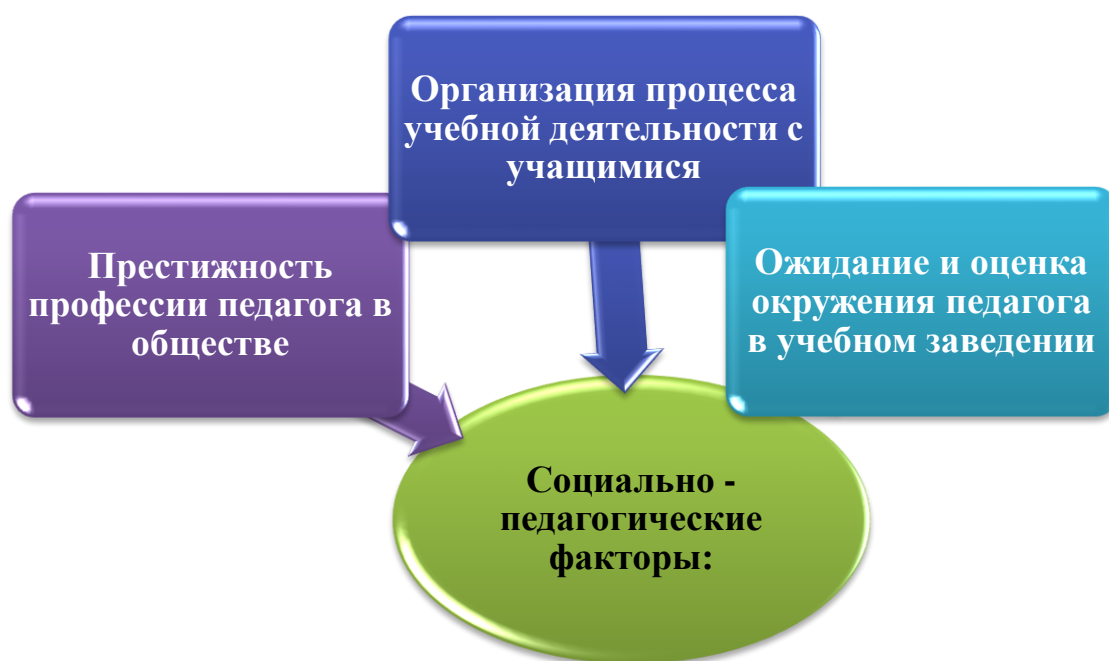 Организация процесса
учебной деятельности с
учащимися
Престижность
профессии педагога в
обществе
Ожидание и оценка
окружения педагога
в учебном заведении
Социально -
педагогические
факторы: